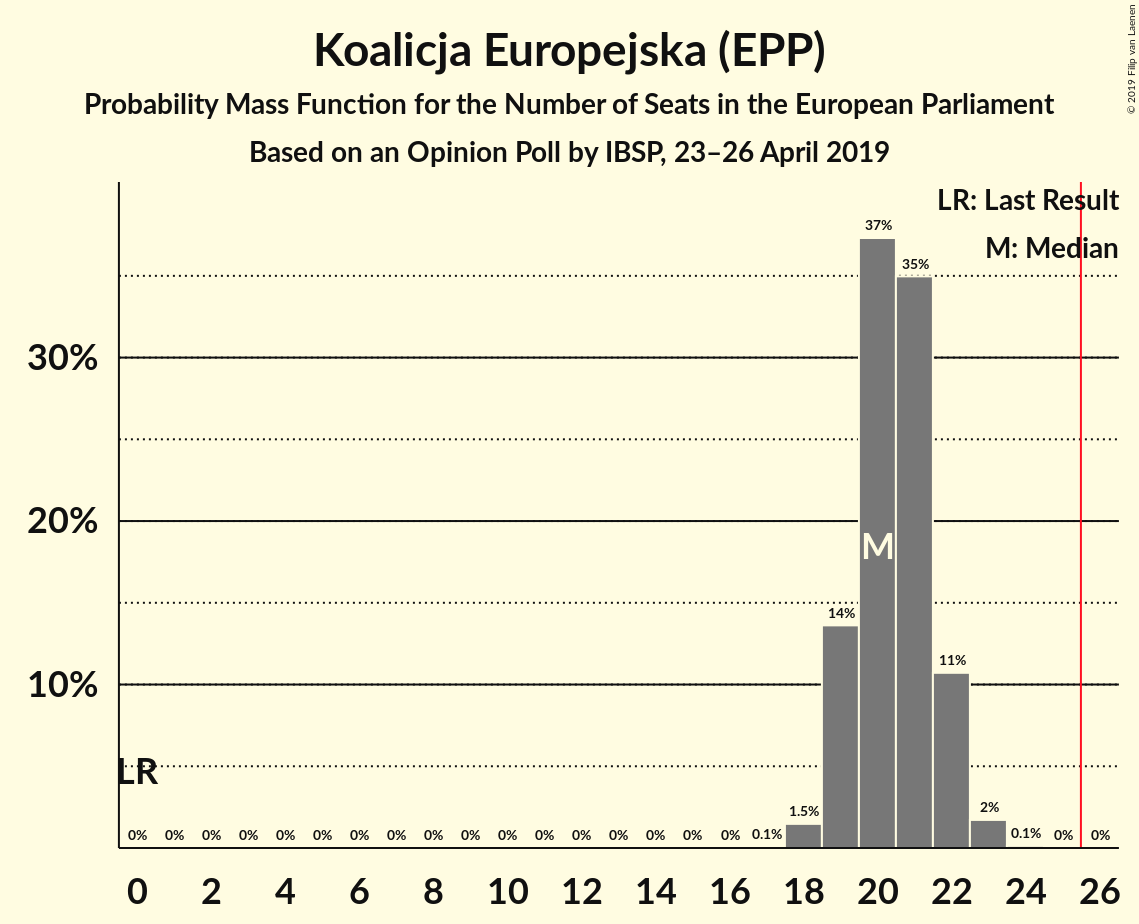 Koalicja Europejska (EPP)
Probability Mass Function for the Number of Seats in the European Parliament
Based on an Opinion Poll by IBSP, 23–26 April 2019
© 2019 Filip van Laenen
LR: Last Result
M: Median
37%
35%
30%
20%
M
14%
11%
10%
LR
0% 0% 0% 0% 0% 0% 0% 0% 0% 0% 0% 0% 0% 0% 0% 0% 0% 0.1% 1.5% 2% 0.1% 0% 0%
0 2 4 6 8 10 12 14 16 18 20 22 24 26